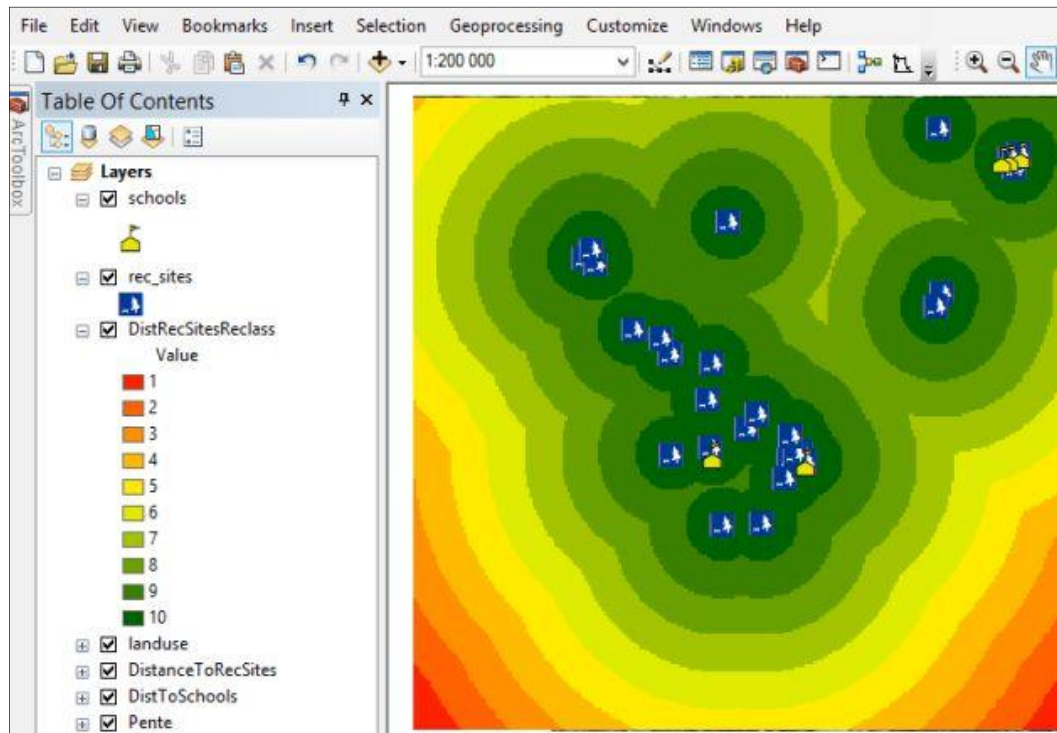 File Edit View Bookmarks Insert Selection Geoprocessing Customize Windows Help
1:200 000
ArcToolbox
Table Of Contents
Layers
schools
rec_sites
DistRecSitesReclass
Value
1
2
3
4
5
6
7
8
9
10
landuse
DistanceToRecSites
DistToSchools
Pente